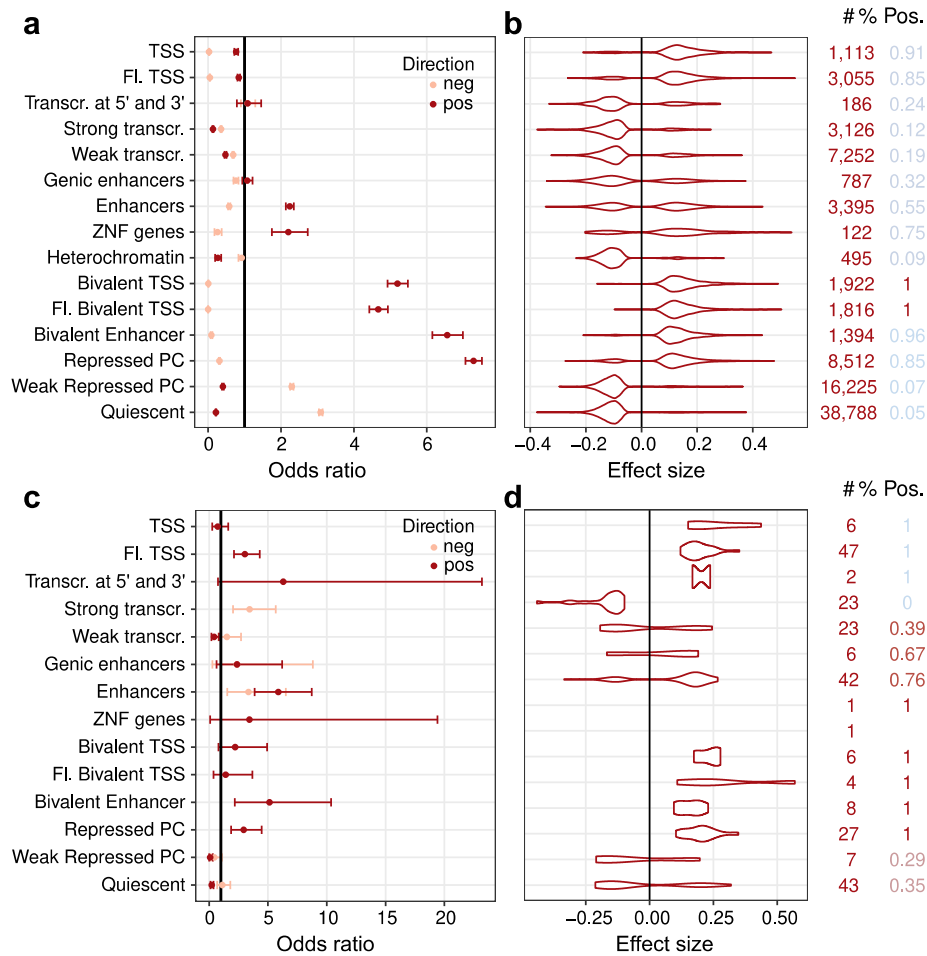 a
b
# % Pos.
Direction
neg
pos
TSS
Fl. TSS
Transcr. at 5' and 3'
Strong transcr.
Weak transcr.
Genic enhancers
Enhancers
ZNF genes
Heterochromatin
Bivalent TSS
Fl. Bivalent TSS
Bivalent Enhancer
Repressed PC
Weak Repressed PC
Quiescent
0 2 4 6
Odds ratio
1,113 0.91
3,055 0.85
186 0.24
3,126 0.12
7,252 0.19
787 0.32
3,395 0.55
122 0.75
495 0.09
1,922 1
1,816 1
1,394 0.96
8,512 0.85
16,225 0.07
38,788 0.05
−0.4 −0.2 0.0 0.2 0.4
Effect size
c
d
# % Pos.
Direction
neg
pos
TSS
Fl. TSS
Transcr. at 5' and 3'
Strong transcr.
Weak transcr.
Genic enhancers
Enhancers
ZNF genes
Bivalent TSS
Fl. Bivalent TSS
Bivalent Enhancer
Repressed PC
Weak Repressed PC
Quiescent
0 5 10 15 20
Odds ratio
6 1
47 1
2 1
23 0
23 0.39
6 0.67
42 0.76
1 1
1
6 1
4 1
8 1
27 1
7 0.29
43 0.35
−0.25 0.00 0.25 0.50
Effect size